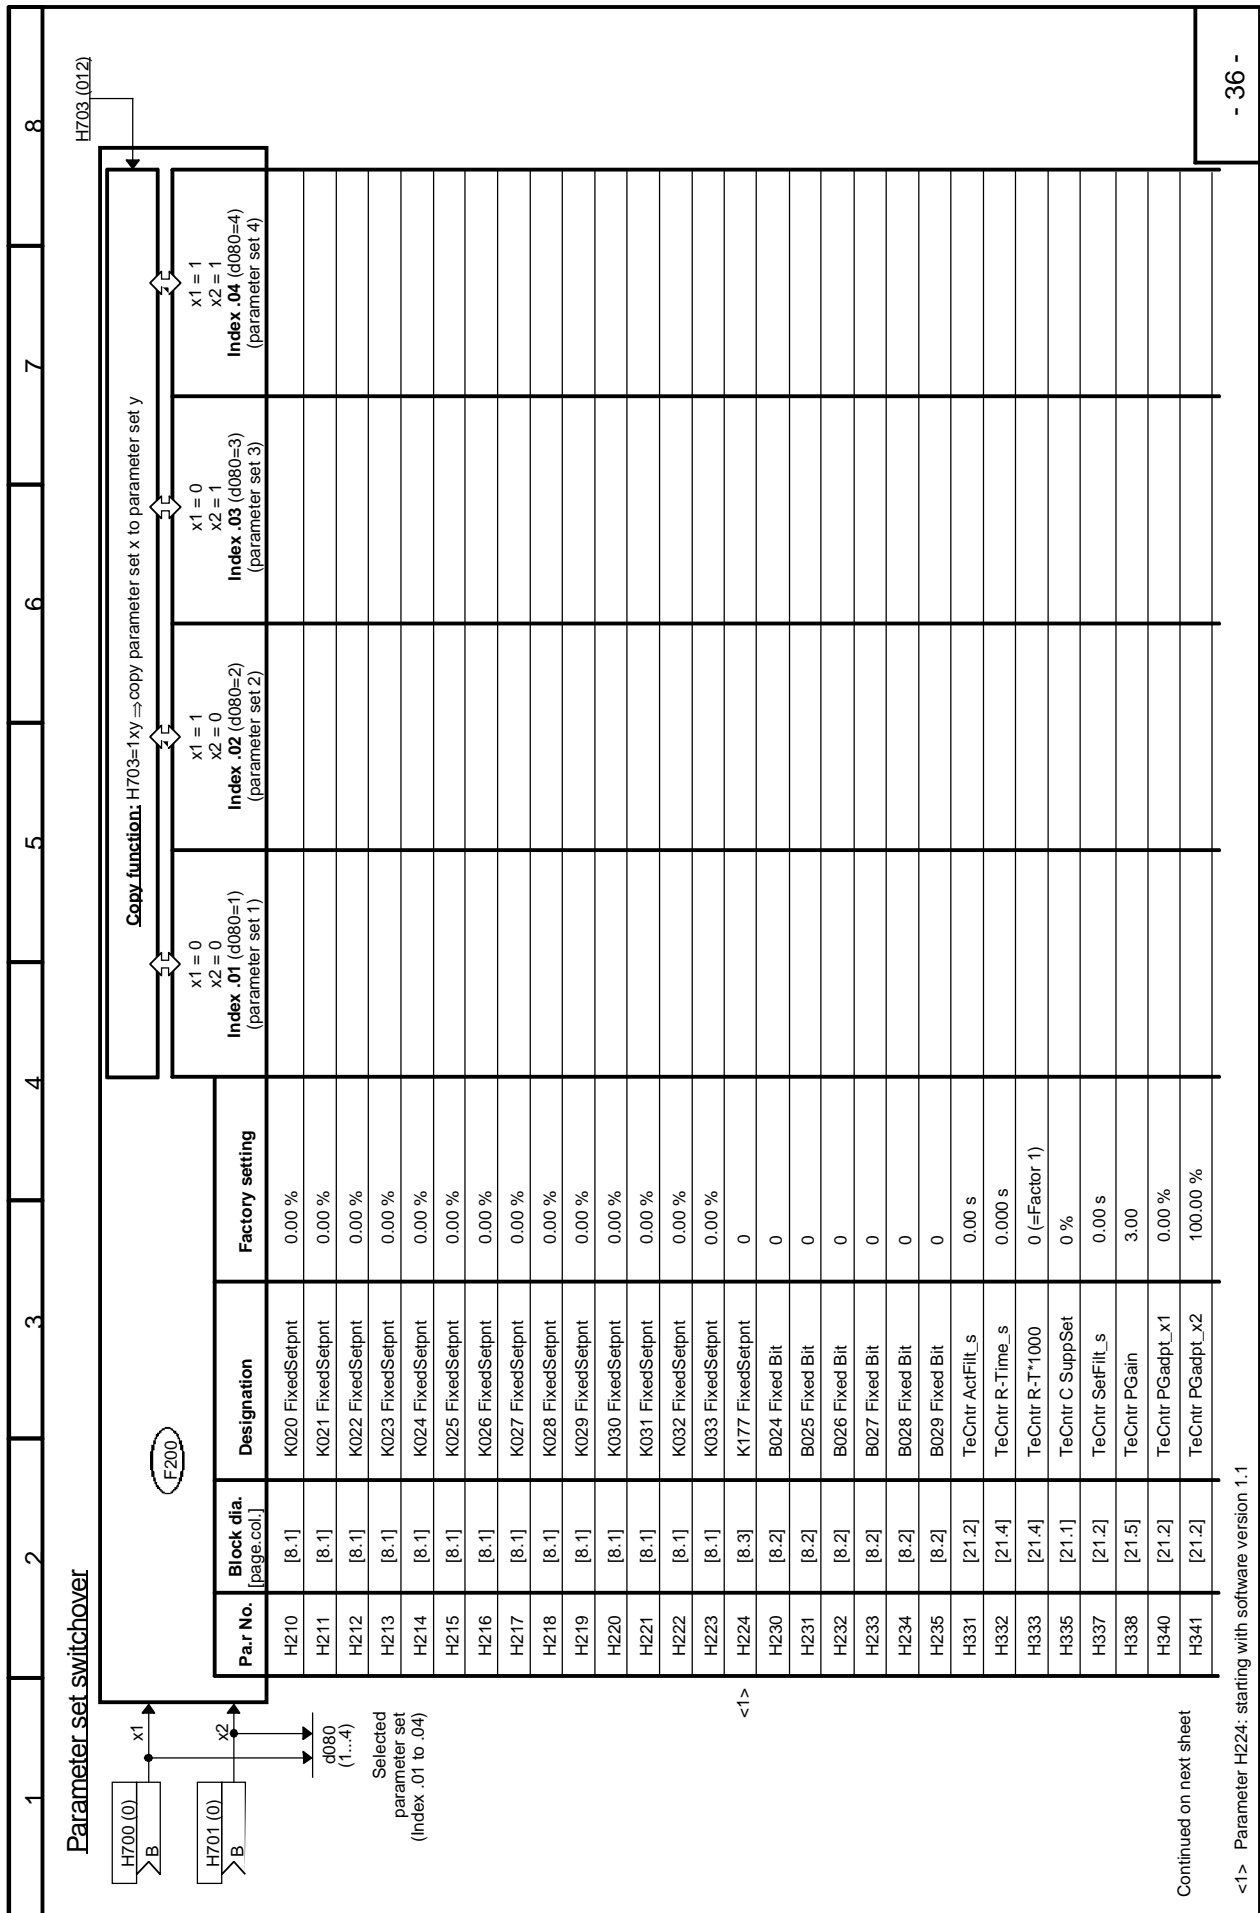 1 2 3 4 5 6 7 8
Parameter set switchover
H703 (012)
H700 (0)
B
x1
H701 (0)
B
x2
d080
(1...4)
Selected
parameter set
(Index .01 to .04)
F200
Copy function: H703=1xy ⇒ copy parameter set x to parameter set y
x1 = 0
x2 = 0
Index .01 (d080=1)
(parameter set 1)
x1 = 1
x2 = 0
Index .02 (d080=2)
(parameter set 2)
x1 = 0
x2 = 1
Index .03 (d080=3)
(parameter set 3)
x1 = 1
x2 = 1
Index .04 (d080=4)
(parameter set 4)
Pa.r No. Block dia. [page.col.] Designation Factory setting
H210 [8.1] K020 FixedSetpnt 0.00 %
H211 [8.1] K021 FixedSetpnt 0.00 %
H212 [8.1] K022 FixedSetpnt 0.00 %
H213 [8.1] K023 FixedSetpnt 0.00 %
H214 [8.1] K024 FixedSetpnt 0.00 %
H215 [8.1] K025 FixedSetpnt 0.00 %
H216 [8.1] K026 FixedSetpnt 0.00 %
H217 [8.1] K027 FixedSetpnt 0.00 %
H218 [8.1] K028 FixedSetpnt 0.00 %
H219 [8.1] K029 FixedSetpnt 0.00 %
H220 [8.1] K030 FixedSetpnt 0.00 %
H221 [8.1] K031 FixedSetpnt 0.00 %
H222 [8.1] K032 FixedSetpnt 0.00 %
H223 [8.1] K033 FixedSetpnt 0.00 %
<1> H224 [8.3] K177 FixedSetpnt 0
H230 [8.2] B024 Fixed Bit 0
H231 [8.2] B025 Fixed Bit 0
H232 [8.2] B026 Fixed Bit 0
H233 [8.2] B027 Fixed Bit 0
H234 [8.2] B028 Fixed Bit 0
H235 [8.2] B029 Fixed Bit 0
H331 [21.2] TeCntr ActFilt_s 0.00 s
H332 [21.4] TeCntr R-Time_s 0.000 s
H333 [21.4] TeCntr R-T*1000 0 (=Factor 1)
H335 [21.1] TeCntr C SuppSet 0 %
H337 [21.2] TeCntr SetFilt_s 0.00 s
H338 [21.5] TeCntr PGain 3.00
H340 [21.2] TeCntr PGadpt_x1 0.00 %
H341 [21.2] TeCntr PGadpt_x2 100.00 %
Continued on next sheet
<1> Parameter H224: starting with software version 1.1
- 36 -